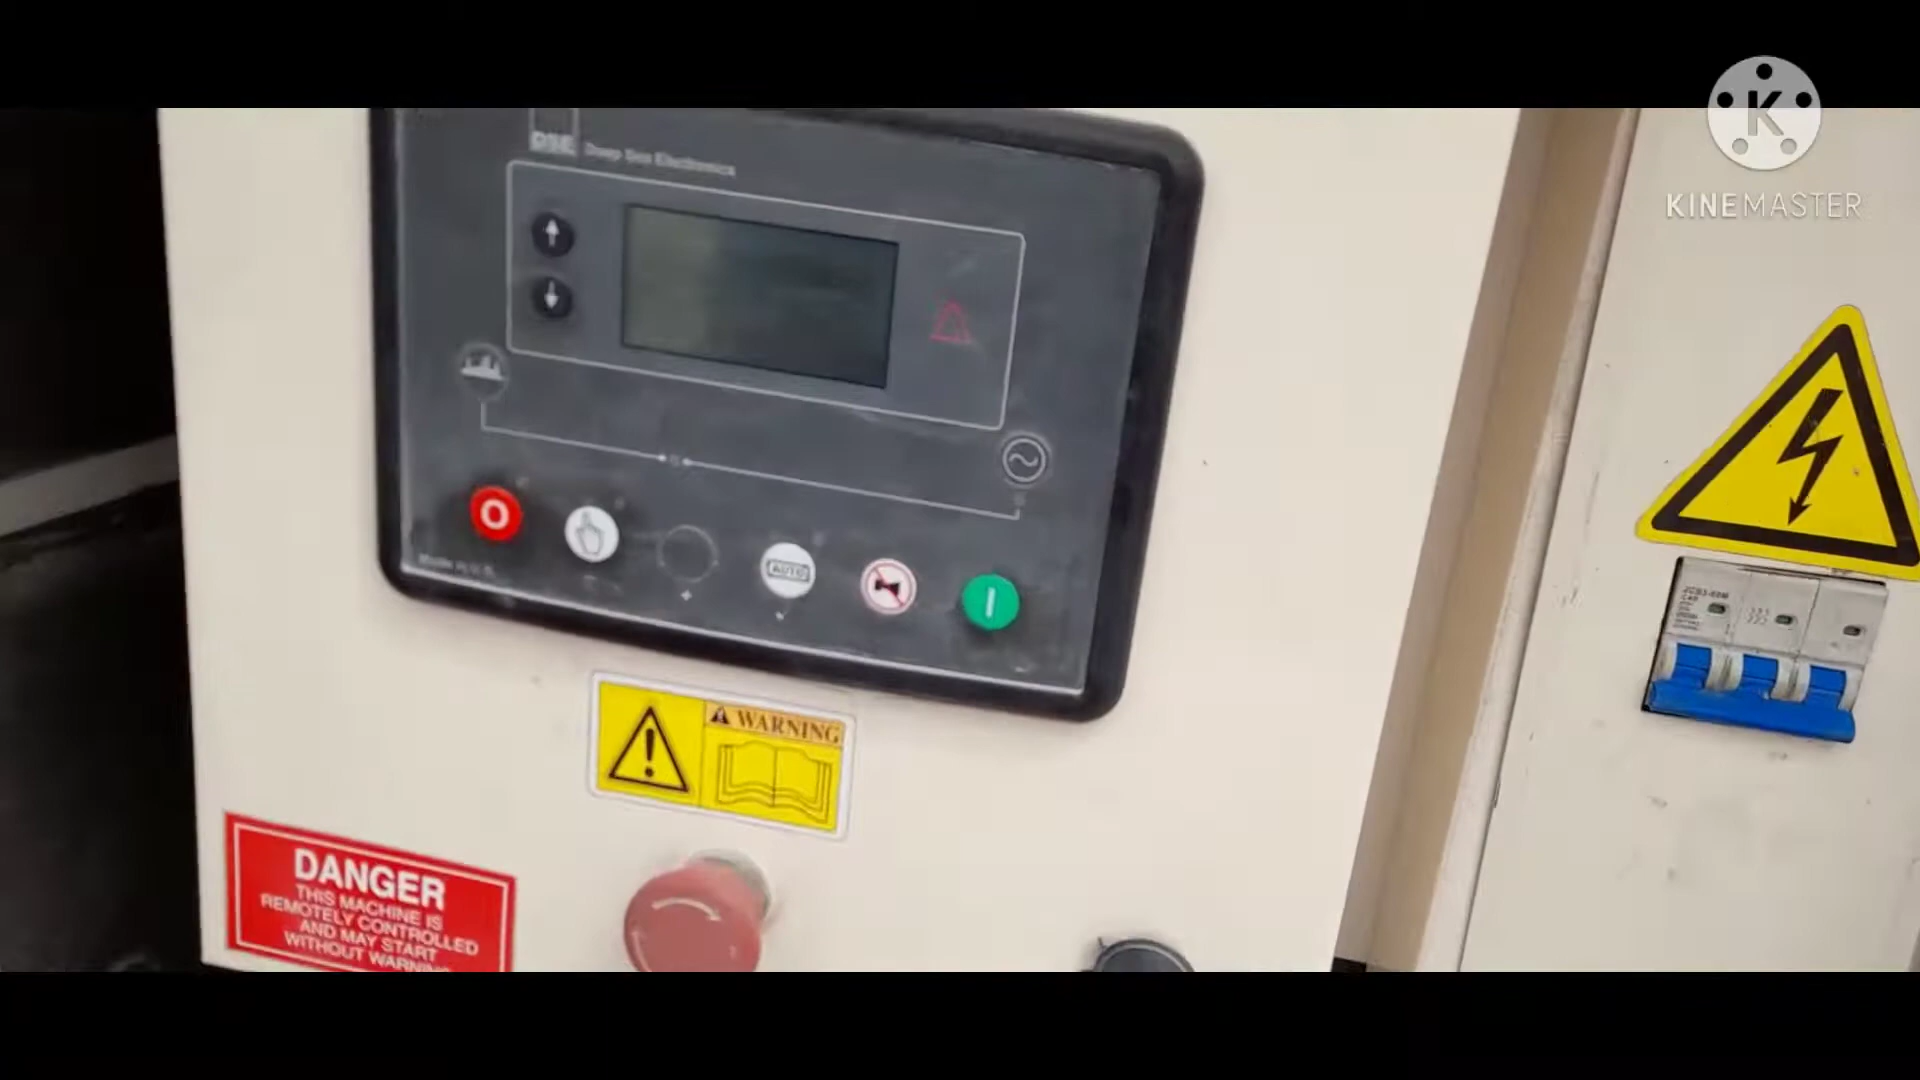 K
KINEMASTER
DSE Deep Sea Electronics
O
AUTO
I
WARNING
DANGER
THIS MACHINE IS
REMOTELY CONTROLLED
AND MAY START
WITHOUT WARNING